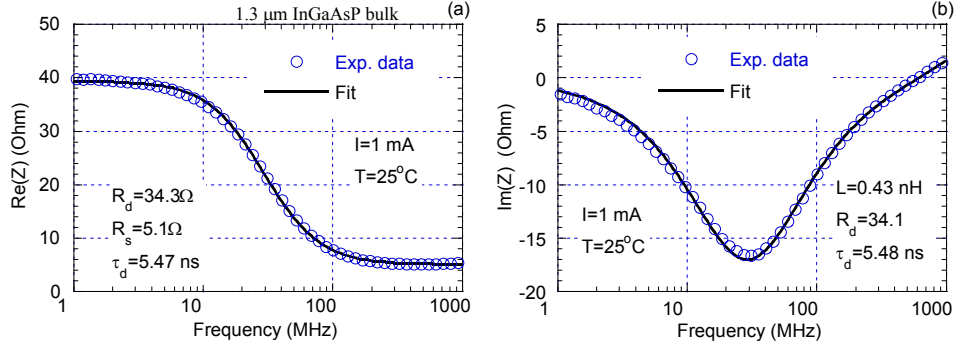 1.3 µm InGaAsP bulk
(a)
50
40
30
20
10
0
Re(Z) (Ohm)
Exp. data
Fit
I=1 mA
T=25°C
R_d=34.3Ω
R_s=5.1Ω
τ_d=5.47 ns
1
10
100
1000
Frequency (MHz)
(b)
0
-5
-10
-15
-20
Im(Z) (Ohm)
Exp. data
Fit
I=1 mA
T=25°C
L=0.43 nH
R_d=34.1
τ_d=5.48 ns
1
10
100
1000
Frequency (MHz)